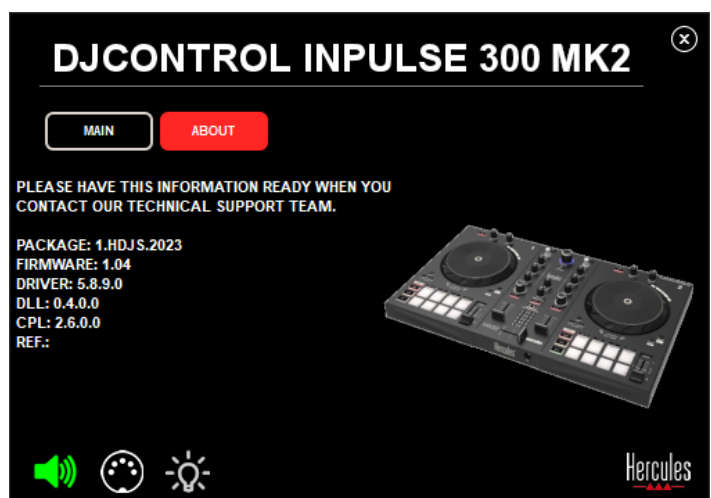 DJCONTROL INPULSE 300 MK2
MAIN
ABOUT
PLEASE HAVE THIS INFORMATION READY WHEN YOU
CONTACT OUR TECHNICAL SUPPORT TEAM.
PACKAGE: 1.HDJS.2023
FIRMWARE: 1.04
DRIVER: 5.8.9.0
DLL: 0.4.0.0
CPL: 2.6.0.0
REF.:
Hercules
Hercules